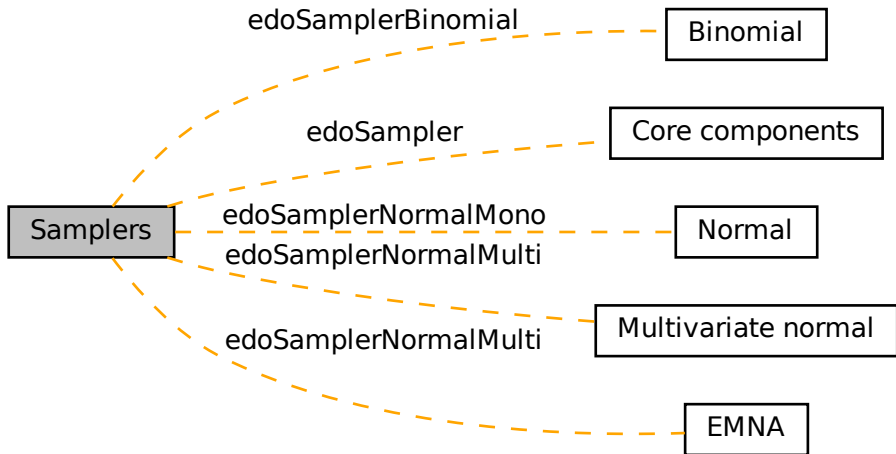 edoSamplerBinomial
Binomial
edoSampler
Core components
Samplers
edoSamplerNormalMono
Normal
edoSamplerNormalMulti
Multivariate normal
edoSamplerNormalMulti
EMNA